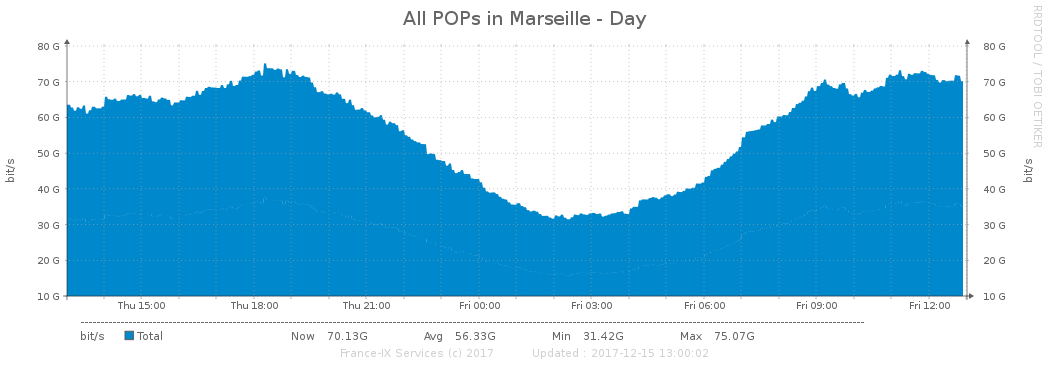 All POPs in Marseille - Day
RRDTOOL / TOBI OETIKER
80 G 80 G
70 G 70 G
60 G 60 G
50 G 50 G
bit/s bit/s
40 G 40 G
30 G 30 G
20 G 20 G
10 G 10 G
Thu 15:00 Thu 18:00 Thu 21:00 Fri 00:00 Fri 03:00 Fri 06:00 Fri 09:00 Fri 12:00
bit/s Total Now 70.13G Avg 56.33G Min 31.42G Max 75.07G
France-IX Services (c) 2017 Updated : 2017-12-15 13:00:02